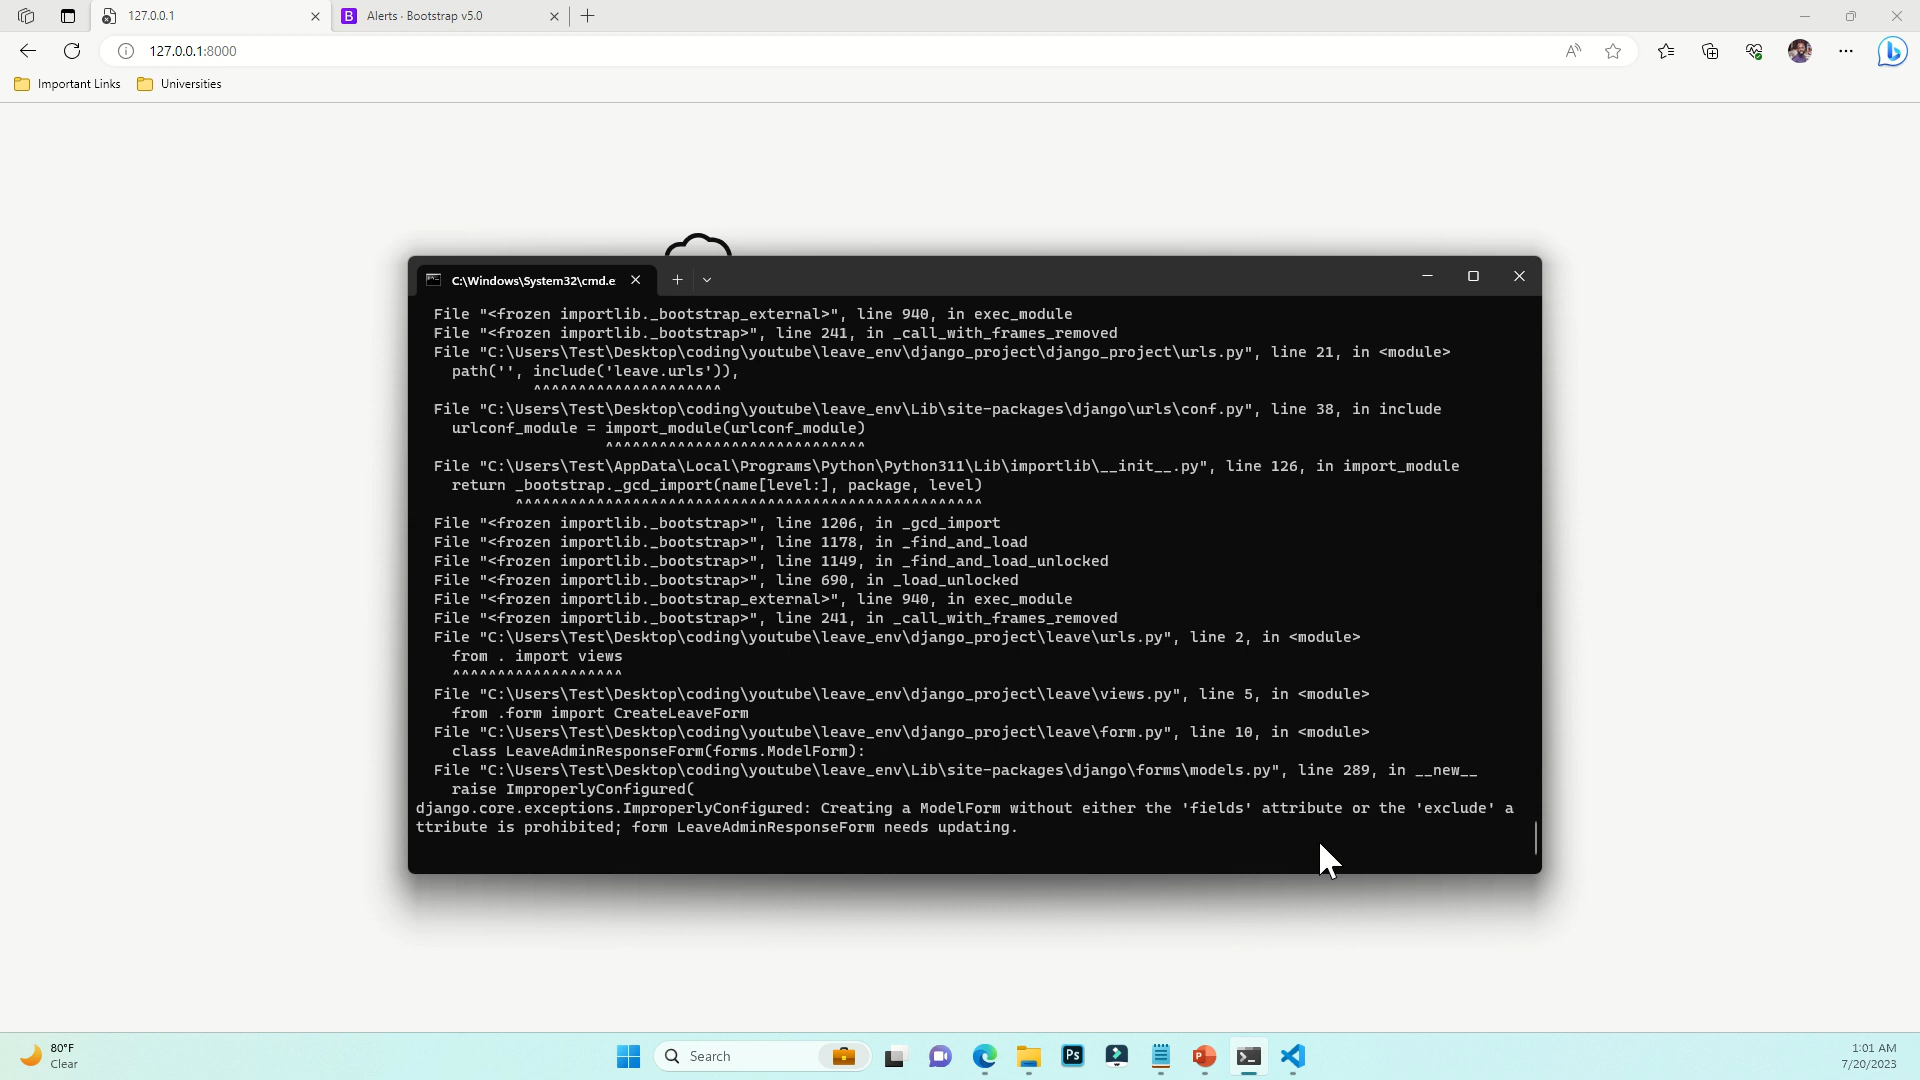 127.0.0.1
Alerts · Bootstrap v5.0
127.0.0.1:8000
Important Links
Universities
C:\Windows\System32\cmd.e
File "<frozen importlib._bootstrap_external>", line 940, in exec_module
File "<frozen importlib._bootstrap>", line 241, in _call_with_frames_removed
File "C:\Users\Test\Desktop\coding\youtube\leave_env\django_project\django_project\urls.py", line 21, in <module>
path('', include('leave.urls')),
^^^^^^^^^^^^^^^^^^^^^
File "C:\Users\Test\Desktop\coding\youtube\leave_env\Lib\site-packages\django\urls\conf.py", line 38, in include
urlconf_module = import_module(urlconf_module)
^^^^^^^^^^^^^^^^^^^^^^^^^^^^^
File "C:\Users\Test\AppData\Local\Programs\Python\Python311\Lib\importlib\__init__.py", line 126, in import_module
return _bootstrap._gcd_import(name[level:], package, level)
^^^^^^^^^^^^^^^^^^^^^^^^^^^^^^^^^^^^^^^^^^^^^^^^^^^^
File "<frozen importlib._bootstrap>", line 1206, in _gcd_import
File "<frozen importlib._bootstrap>", line 1178, in _find_and_load
File "<frozen importlib._bootstrap>", line 1149, in _find_and_load_unlocked
File "<frozen importlib._bootstrap>", line 690, in _load_unlocked
File "<frozen importlib._bootstrap_external>", line 940, in exec_module
File "<frozen importlib._bootstrap>", line 241, in _call_with_frames_removed
File "C:\Users\Test\Desktop\coding\youtube\leave_env\django_project\leave\urls.py", line 2, in <module>
from . import views
^^^^^^^^^^^^^^^^^^^
File "C:\Users\Test\Desktop\coding\youtube\leave_env\django_project\leave\views.py", line 5, in <module>
from .form import CreateLeaveForm
File "C:\Users\Test\Desktop\coding\youtube\leave_env\django_project\leave\form.py", line 10, in <module>
class LeaveAdminResponseForm(forms.ModelForm):
File "C:\Users\Test\Desktop\coding\youtube\leave_env\Lib\site-packages\django\forms\models.py", line 289, in __new__
raise ImproperlyConfigured(
django.core.exceptions.ImproperlyConfigured: Creating a ModelForm without either the 'fields' attribute or the 'exclude' a
ttribute is prohibited; form LeaveAdminResponseForm needs updating.
80°F
Clear
Search
Ps
1:01 AM
7/20/2023